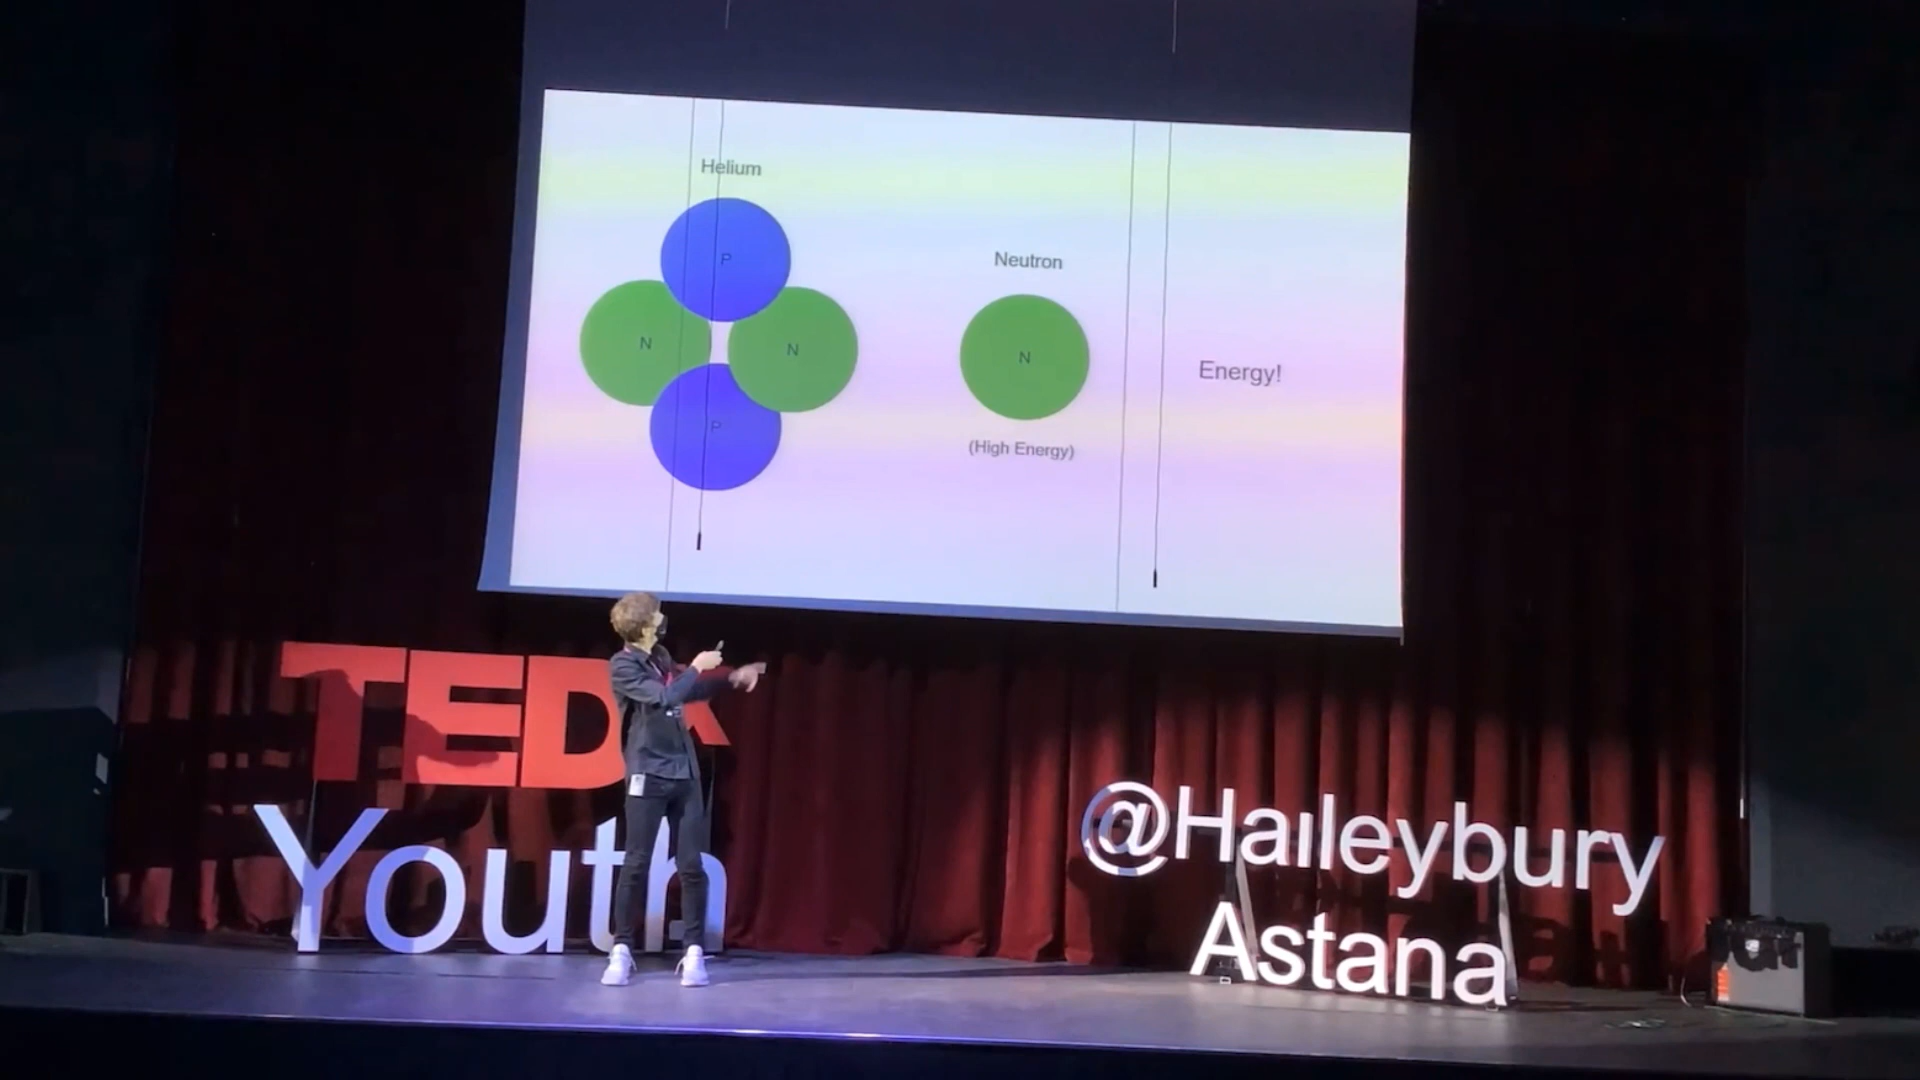 Helium
P
N
N
P
Neutron
N
(High Energy)
Energy!
TEDx
Youth
@Haileybury
Astana